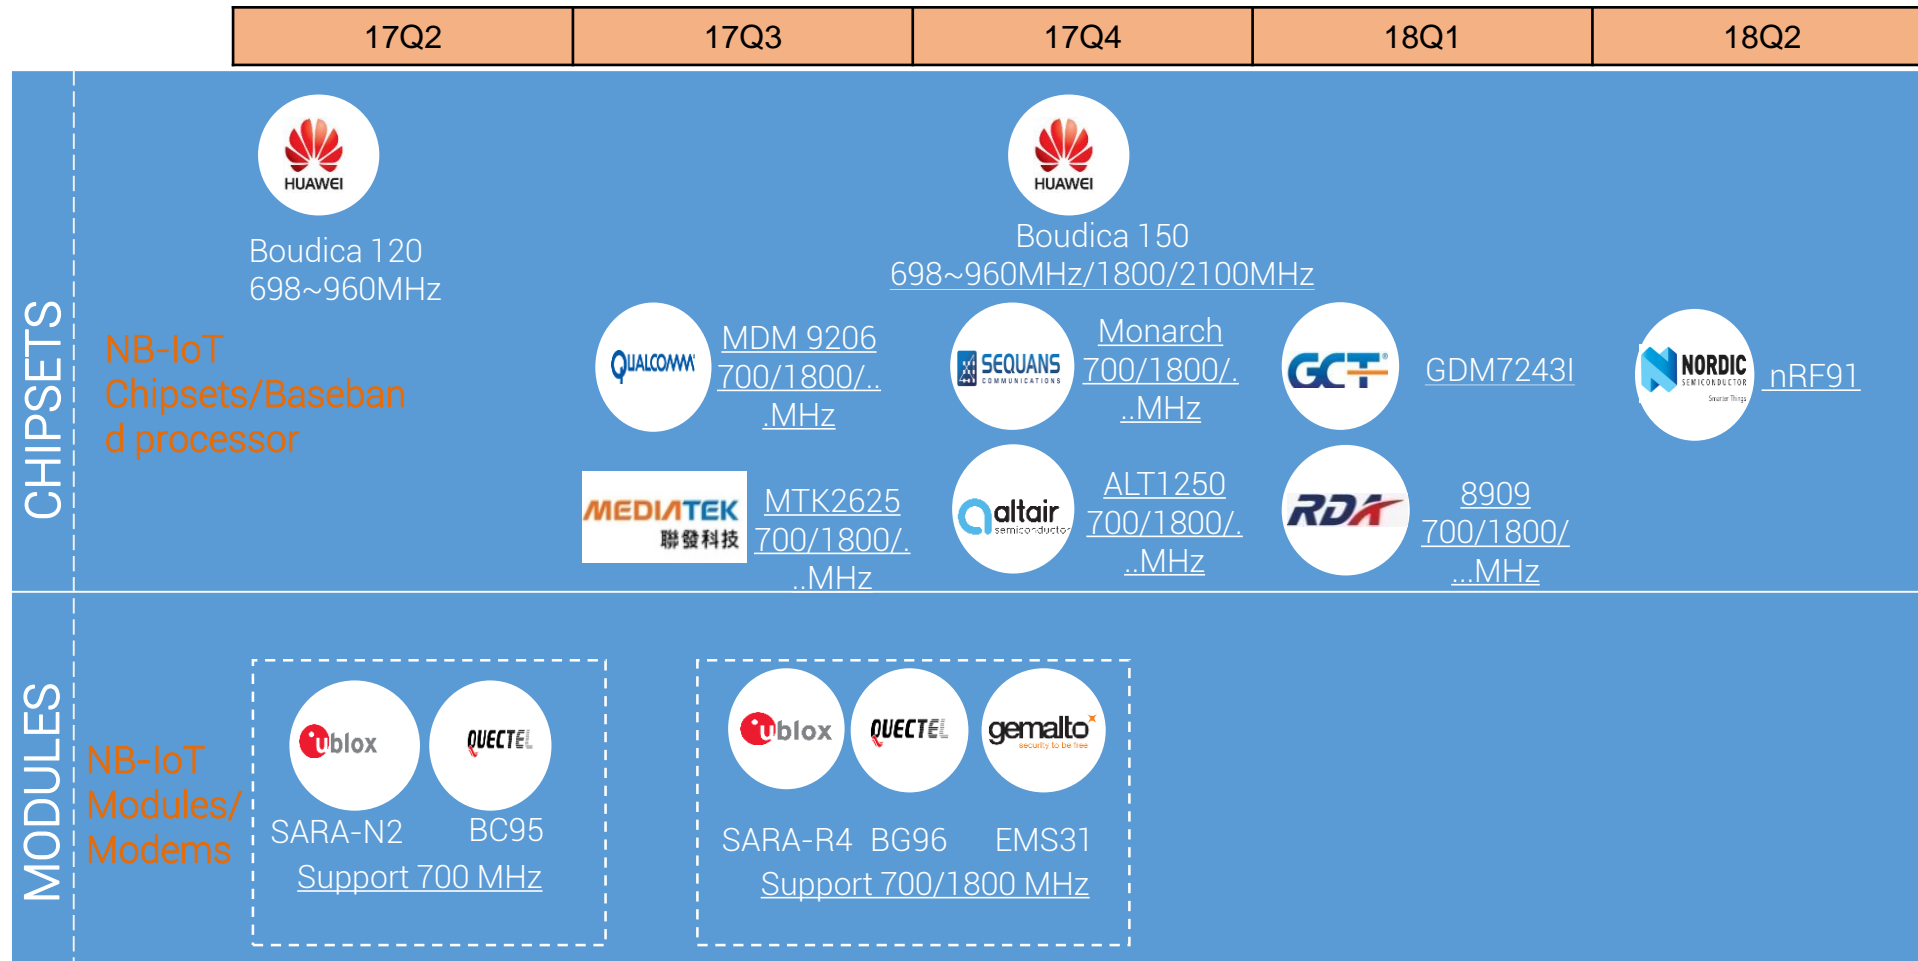 17Q2
17Q3
17Q4
18Q1
18Q2
CHIPSETS
NB-IoT
Chipsets/Baseban
d processor
HUAWEI
Boudica 120
698~960MHz
HUAWEI
Boudica 150
698~960MHz/1800/2100MHz
QUALCOMM
MDM 9206
700/1800/..
.MHz
SEQUANS
COMMUNICATIONS
Monarch
700/1800/.
..MHz
GCT
GDM7243I
NORDIC
SEMICONDUCTOR
Smarter Things
nRF91
MEDIATEK
聯發科技
MTK2625
700/1800/.
..MHz
altair
semiconductor
ALT1250
700/1800/.
..MHz
RDA
8909
700/1800/
...MHz
MODULES
NB-IoT
Modules/
Modems
ublox
QUECTEL
SARA-N2
BC95
Support 700 MHz
ublox
QUECTEL
gemalto
security to be free
SARA-R4
BG96
EMS31
Support 700/1800 MHz